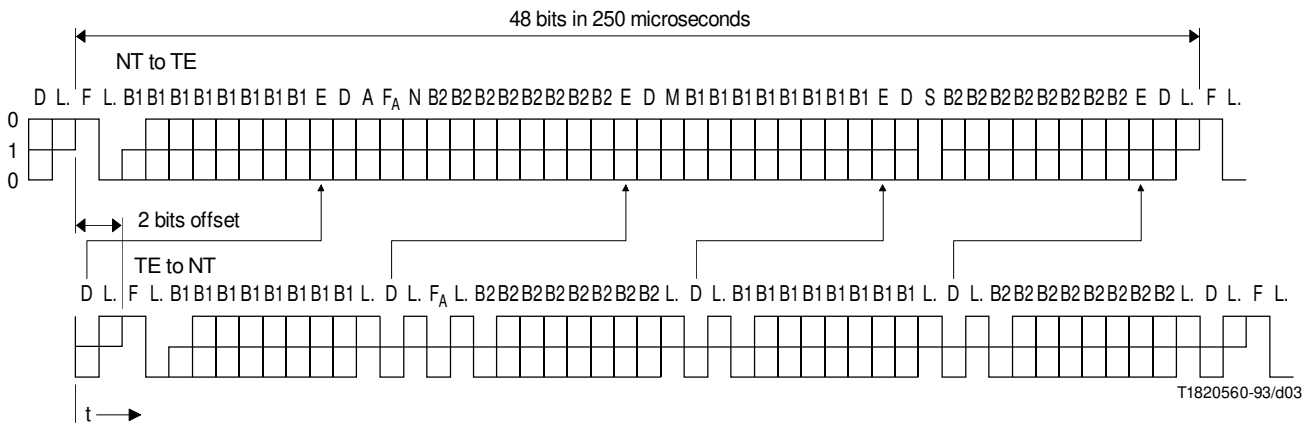 48 bits in 250 microseconds
NT to TE
D L. F L. B1 B1 B1 B1 B1 B1 B1 B1 E D A F_A N B2 B2 B2 B2 B2 B2 B2 B2 E D M B1 B1 B1 B1 B1 B1 B1 B1 E D S B2 B2 B2 B2 B2 B2 B2 B2 E D L. F L.
0
1
0
2 bits offset
TE to NT
D L. F L. B1 B1 B1 B1 B1 B1 B1 B1 L. D L. F_A L. B2 B2 B2 B2 B2 B2 B2 B2 L. D L. B1 B1 B1 B1 B1 B1 B1 B1 L. D L. B2 B2 B2 B2 B2 B2 B2 B2 L. D L. F L.
T1820560-93/d03
t